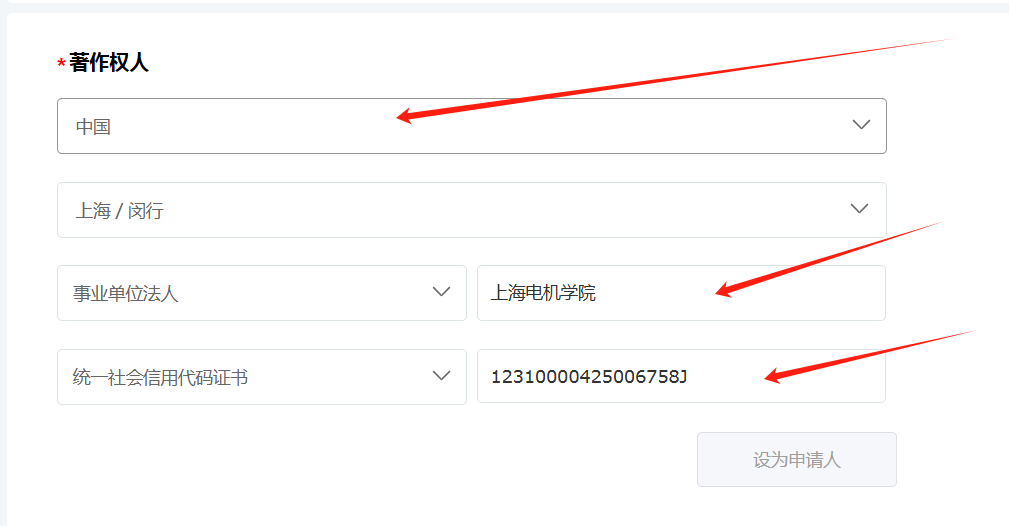 *著作权人
中国
上海 / 闵行
事业单位法人
上海电机学院
统一社会信用代码证书
12310000425006758J
设为申请人